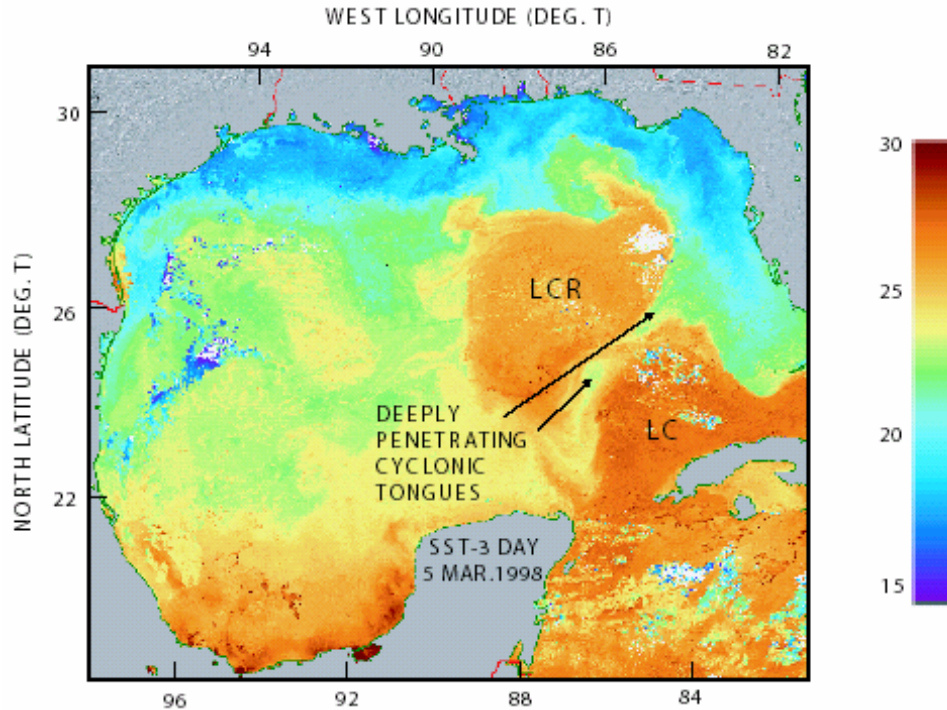 WEST LONGITUDE (DEG. T)
94 90 86 82
30
26
22
NORTH LATITUDE (DEG. T)
LCR
LC
DEEPLY
PENETRATING
CYCLONIC
TONGUES
SST-3 DAY
5 MAR.1998
96 92 88 84
30
25
20
15